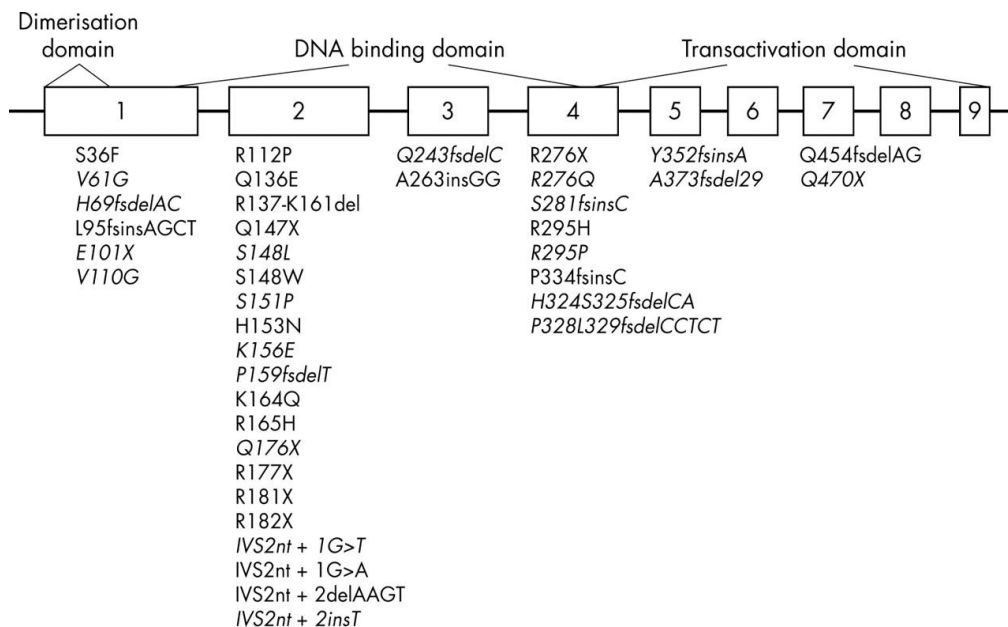 Dimerisation
domain
DNA binding domain
Transactivation domain
1
2
3
4
5
6
7
8
9
S36F
V61G
H69fsdelAC
L95fsinsAGCT
E101X
V110G
R112P
Q136E
R137-K161del
Q147X
S148L
S148W
S151P
H153N
K156E
P159fsdelT
K164Q
R165H
Q176X
R177X
R181X
R182X
IVS2nt + 1G>T
IVS2nt + 1G>A
IVS2nt + 2delAAGT
IVS2nt + 2insT
Q243fsdelC
A263insGG
R276X
R276Q
S281fsinsC
R295H
R295P
P334fsinsC
H324S325fsdelCA
P328L329fsdelCCTCT
Y352fsinsA
A373fsdel29
Q454fsdelAG
Q470X